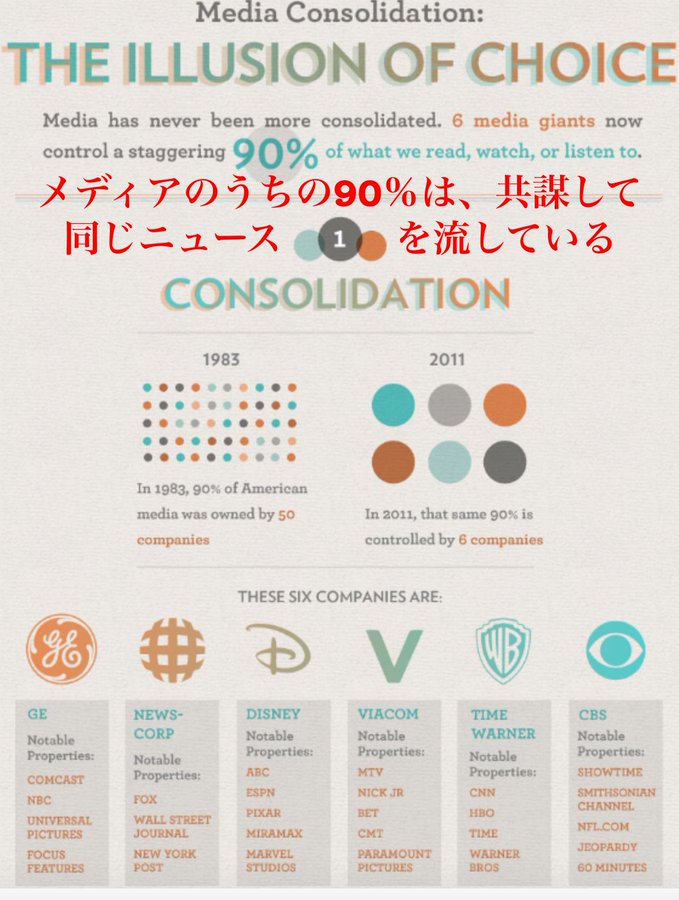 Media Consolidation:
THE ILLUSION OF CHOICE
Media has never been more consolidated. 6 media giants now
control a staggering 90% of what we read, watch, or listen to.
メディアのうちの90%は、共謀して
同じニュース 1 を流している
CONSOLIDATION
1983
2011
In 1983, 90% of American
media was owned by 50
companies
In 2011, that same 90% is
controlled by 6 companies
THESE SIX COMPANIES ARE:
GE
D
V
WB
GE
Notable
Properties:
COMCAST
NBC
UNIVERSAL
PICTURES
FOCUS
FEATURES
NEWS-
CORP
Notable
Properties:
FOX
WALL STREET
JOURNAL
NEW YORK
POST
DISNEY
Notable
Properties:
ABC
ESPN
PIXAR
MIRAMAX
MARVEL
STUDIOS
VIACOM
Notable
Properties:
MTV
NICK JR
BET
CMT
PARAMOUNT
PICTURES
TIME
WARNER
Notable
Properties:
CNN
HBO
TIME
WARNER
BROS
CBS
Notable
Properties:
SHOWTIME
SMITHSONIAN
CHANNEL
NFL.COM
JEOPARDY
60 MINUTES